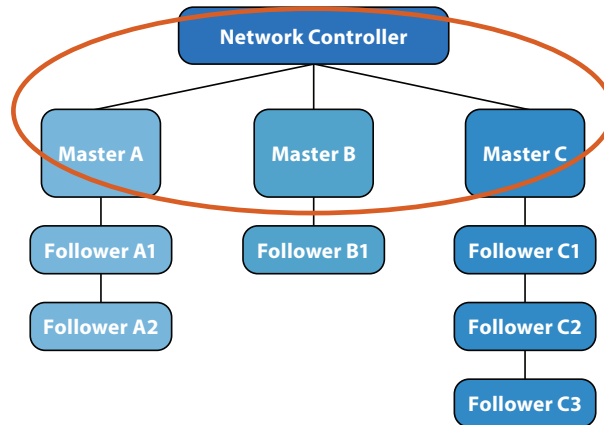 Network Controller
Master A
Master B
Master C
Follower A1
Follower B1
Follower C1
Follower A2
Follower C2
Follower C3